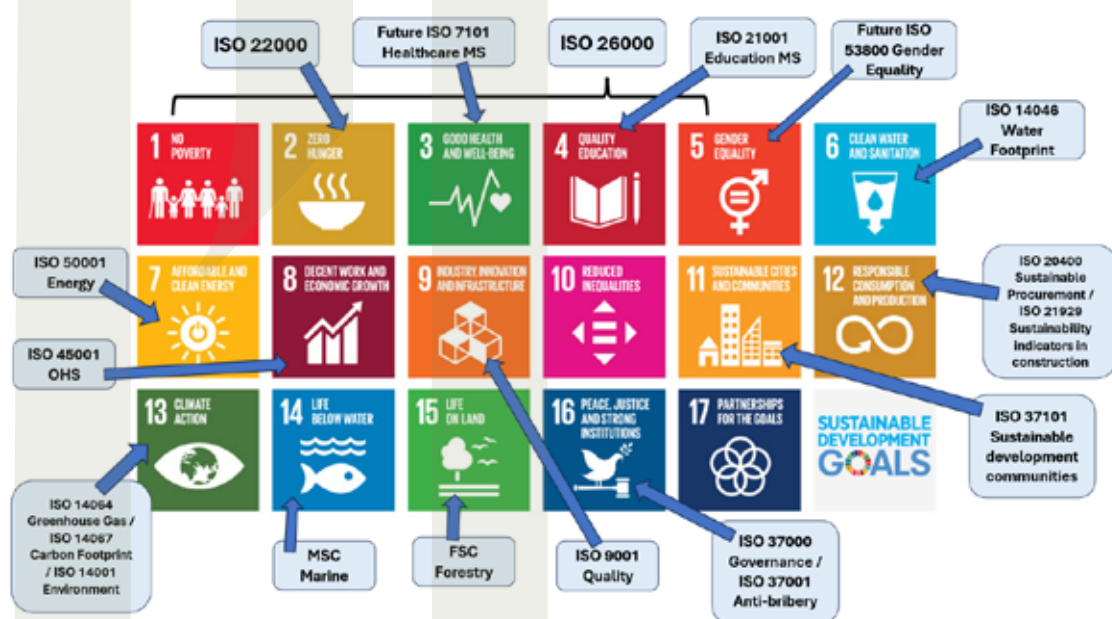 ISO 22000
Future ISO 7101
Healthcare MS
ISO 26000
ISO 21001
Education MS
Future ISO
53800 Gender
Equality
1 NO
POVERTY
2 ZERO
HUNGER
3 GOOD HEALTH
AND WELL-BEING
4 QUALITY
EDUCATION
5 GENDER
EQUALITY
6 CLEAN WATER
AND SANITATION
ISO 14046
Water
Footprint
ISO 50001
Energy
7 AFFORDABLE AND
CLEAN ENERGY
8 DECENT WORK AND
ECONOMIC GROWTH
9 INDUSTRY, INNOVATION
AND INFRASTRUCTURE
10 REDUCED
INEQUALITIES
11 SUSTAINABLE CITIES
AND COMMUNITIES
12 RESPONSIBLE
CONSUMPTION
AND PRODUCTION
ISO 20400
Sustainable
Procurement /
ISO 21929
Sustainability
indicators in
construction
ISO 45001
OHS
13 CLIMATE
ACTION
14 LIFE
BELOW WATER
15 LIFE
ON LAND
16 PEACE, JUSTICE
AND STRONG
INSTITUTIONS
17 PARTNERSHIPS
FOR THE GOALS
SUSTAINABLE
DEVELOPMENT
GOALS
ISO 37101
Sustainable
development
communities
ISO 14064
Greenhouse Gas /
ISO 14067
Carbon Footprint
/ ISO 14001
Environment
MSC
Marine
FSC
Forestry
ISO 9001
Quality
ISO 37000
Governance /
ISO 37001
Anti-bribery